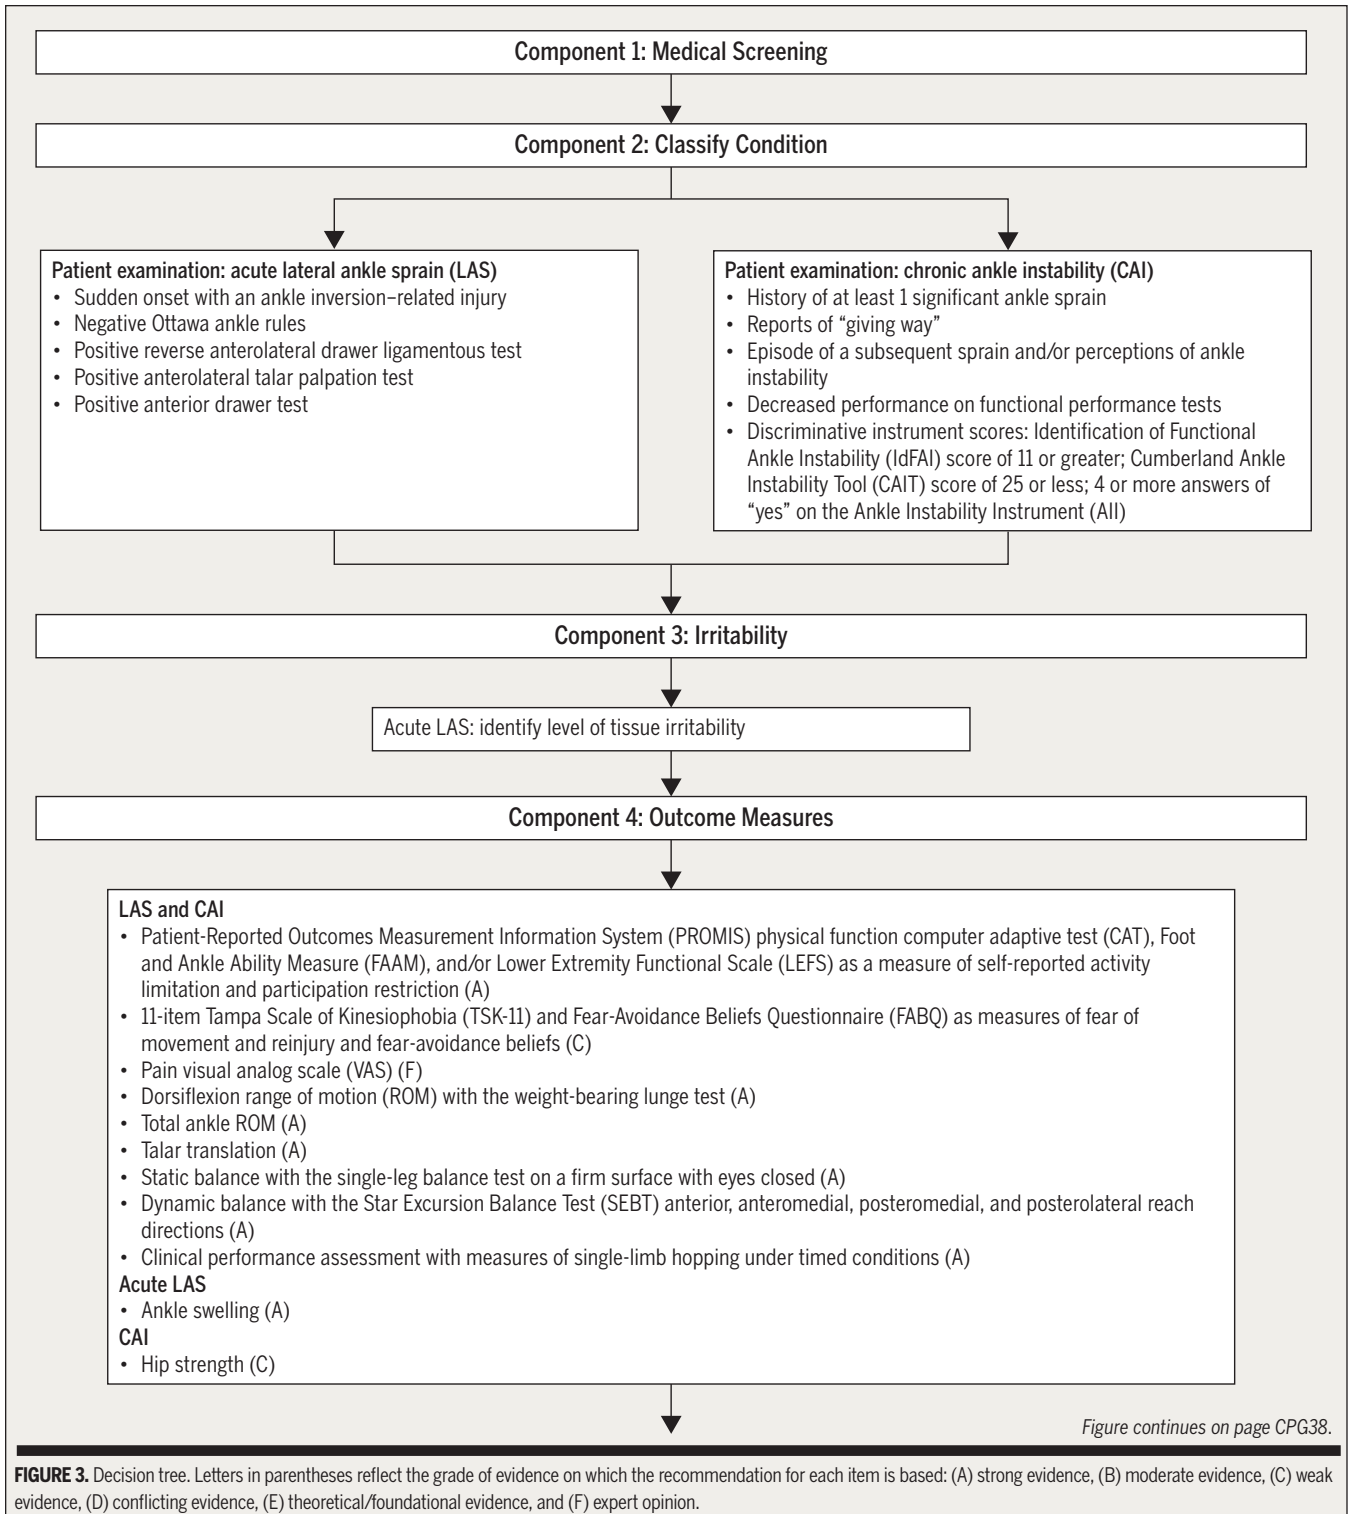 Component 1: Medical Screening
Component 2: Classify Condition
Patient examination: acute lateral ankle sprain (LAS)
• Sudden onset with an ankle inversion–related injury
• Negative Ottawa ankle rules
• Positive reverse anterolateral drawer ligamentous test
• Positive anterolateral talar palpation test
• Positive anterior drawer test
Patient examination: chronic ankle instability (CAI)
• History of at least 1 significant ankle sprain
• Reports of “giving way”
• Episode of a subsequent sprain and/or perceptions of ankle
instability
• Decreased performance on functional performance tests
• Discriminative instrument scores: Identification of Functional
Ankle Instability (IdFAI) score of 11 or greater; Cumberland Ankle
Instability Tool (CAIT) score of 25 or less; 4 or more answers of
“yes” on the Ankle Instability Instrument (AII)
Component 3: Irritability
Acute LAS: identify level of tissue irritability
Component 4: Outcome Measures
LAS and CAI
• Patient-Reported Outcomes Measurement Information System (PROMIS) physical function computer adaptive test (CAT), Foot
and Ankle Ability Measure (FAAM), and/or Lower Extremity Functional Scale (LEFS) as a measure of self-reported activity
limitation and participation restriction (A)
• 11-item Tampa Scale of Kinesiophobia (TSK-11) and Fear-Avoidance Beliefs Questionnaire (FABQ) as measures of fear of
movement and reinjury and fear-avoidance beliefs (C)
• Pain visual analog scale (VAS) (F)
• Dorsiflexion range of motion (ROM) with the weight-bearing lunge test (A)
• Total ankle ROM (A)
• Talar translation (A)
• Static balance with the single-leg balance test on a firm surface with eyes closed (A)
• Dynamic balance with the Star Excursion Balance Test (SEBT) anterior, anteromedial, posteromedial, and posterolateral reach
directions (A)
• Clinical performance assessment with measures of single-limb hopping under timed conditions (A)
Acute LAS
• Ankle swelling (A)
CAI
• Hip strength (C)
Figure continues on page CPG38.
FIGURE 3. Decision tree. Letters in parentheses reflect the grade of evidence on which the recommendation for each item is based: (A) strong evidence, (B) moderate evidence, (C) weak
evidence, (D) conflicting evidence, (E) theoretical/foundational evidence, and (F) expert opinion.